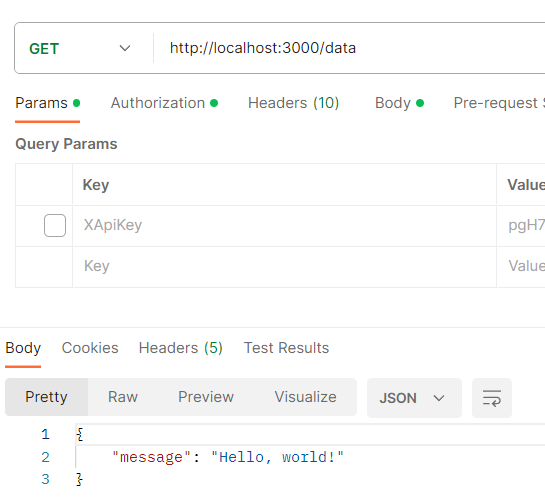 GET http://localhost:3000/data
Params Authorization Headers (10) Body Pre-request S
Query Params
Key Value
XApiKey pgH7
Key Value
Body Cookies Headers (5) Test Results
Pretty Raw Preview Visualize JSON
1 {
2 "message": "Hello, world!"
3 }